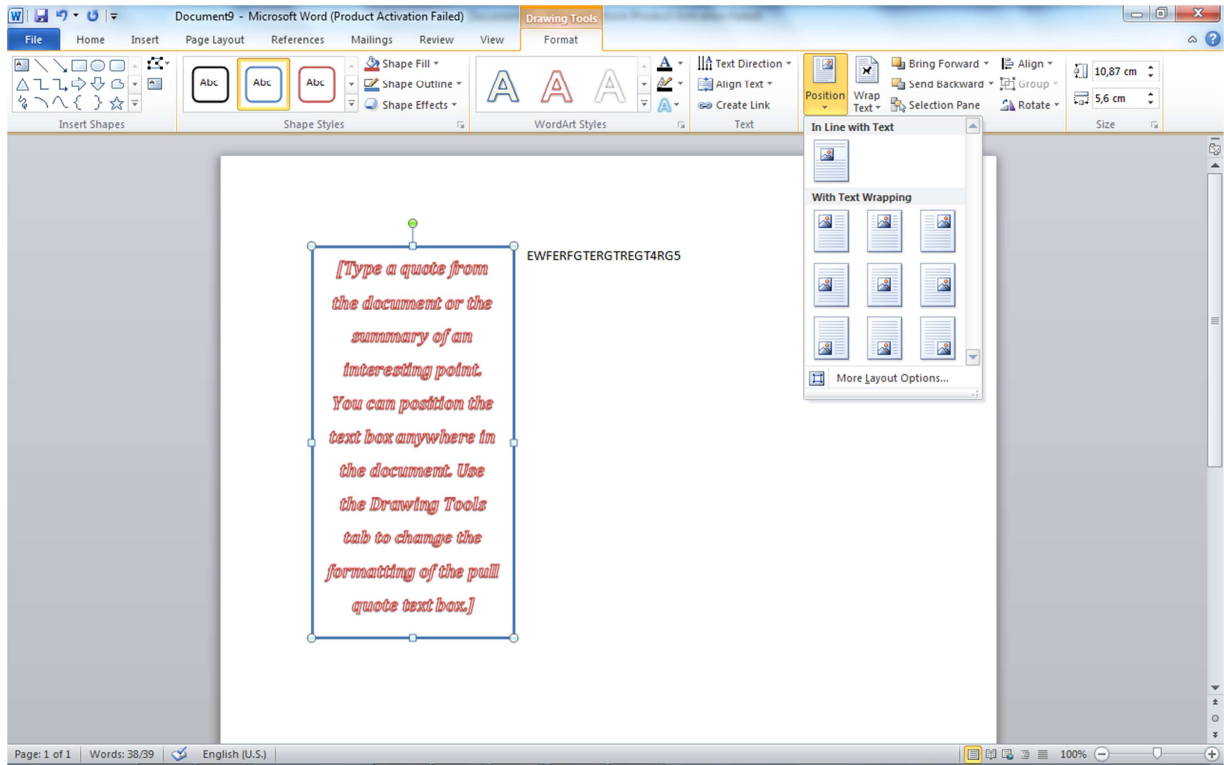 Document9 - Microsoft Word (Product Activation Failed)
Drawing Tools
File Home Insert Page Layout References Mailings Review View Format
Abc Abc Abc
Shape Fill
Shape Outline
Shape Effects
A A A
Text Direction
Align Text
Create Link
Position
Wrap Text
Bring Forward
Send Backward
Selection Pane
Align
Group
Rotate
10,87 cm
5,6 cm
Insert Shapes Shape Styles WordArt Styles Text Size
In Line with Text
With Text Wrapping
More Layout Options...
EWFERFGTERGTREGT4RG5
[Type a quote from
the document or the
summary of an
interesting point.
You can position the
text box anywhere in
the document. Use
the Drawing Tools
tab to change the
formatting of the pull
quote text box.]
Page: 1 of 1 Words: 38/39 English (U.S.) 100%